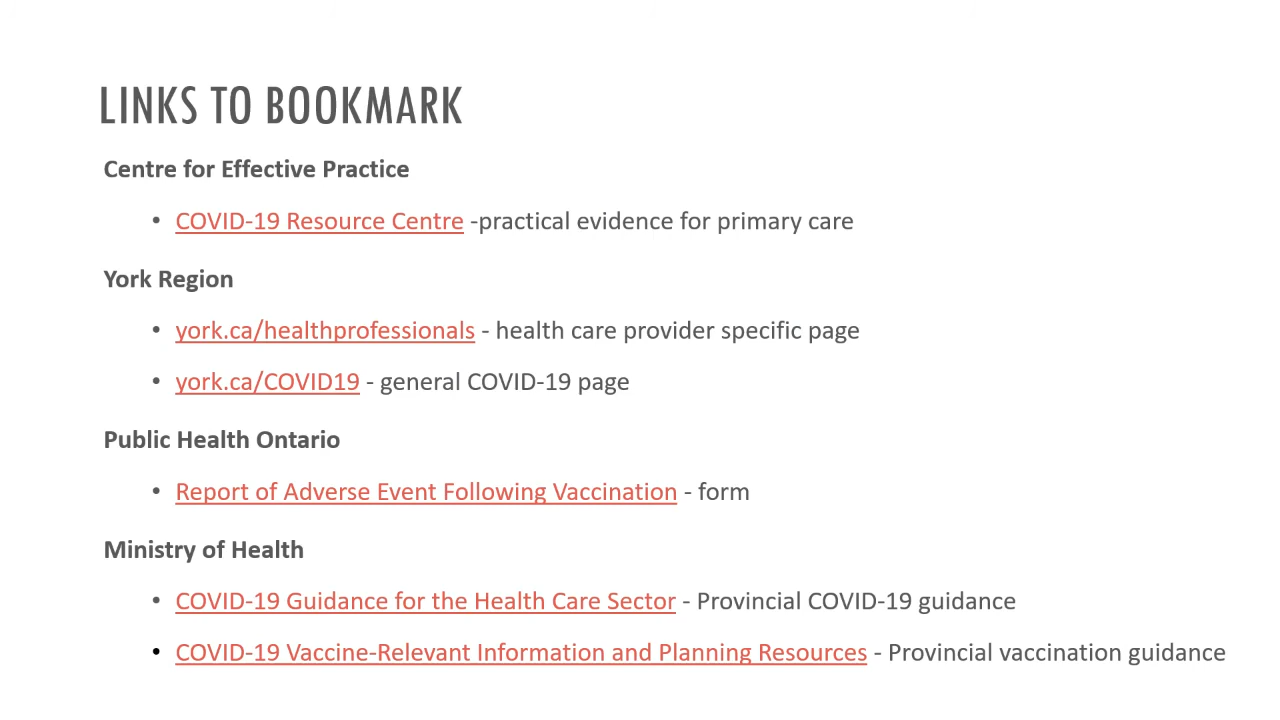 LINKS TO BOOKMARK
Centre for Effective Practice
• COVID-19 Resource Centre -practical evidence for primary care
York Region
• york.ca/healthprofessionals - health care provider specific page
• york.ca/COVID19 - general COVID-19 page
Public Health Ontario
• Report of Adverse Event Following Vaccination - form
Ministry of Health
• COVID-19 Guidance for the Health Care Sector - Provincial COVID-19 guidance
• COVID-19 Vaccine-Relevant Information and Planning Resources - Provincial vaccination guidance